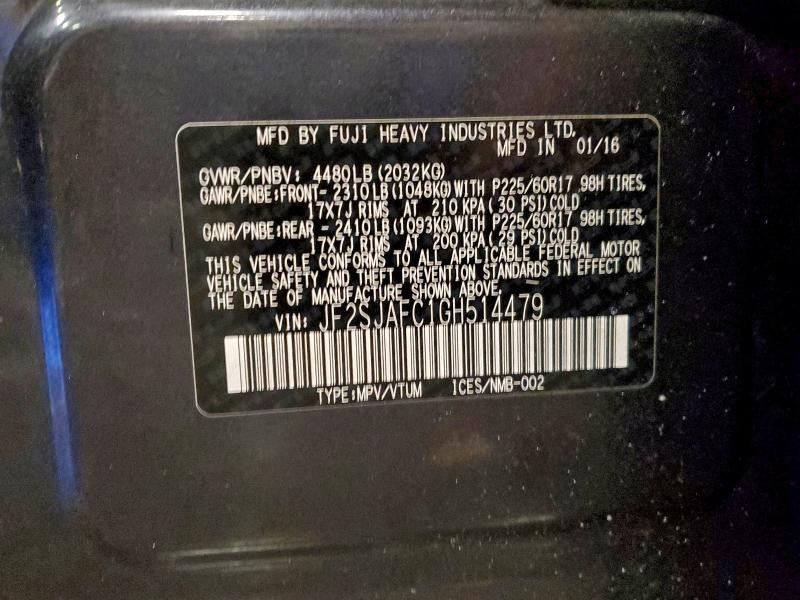 MFD BY FUJI HEAVY INDUSTRIES LTD.
MFD IN 01/16
GVWR/PNBV: 4480LB (2032KG)
GAWR/PNBE:FRONT- 2310LB (1048KG) WITH P225/60R17 98H TIRES,
17X7J RIMS AT 210 KPA (30 PSI) COLD
GAWR/PNBE:REAR - 2410LB (1093KG) WITH P225/60R17 98H TIRES,
17X7J RIMS AT 200 KPA (29 PSI) COLD
THIS VEHICLE CONFORMS TO ALL APPLICABLE FEDERAL MOTOR
VEHICLE SAFETY AND THEFT PREVENTION STANDARDS IN EFFECT ON
THE DATE OF MANUFACTURE SHOWN ABOVE.
VIN: JF2SJAFC1GH514479
TYPE:MPV/VTUM ICES/NMB-002